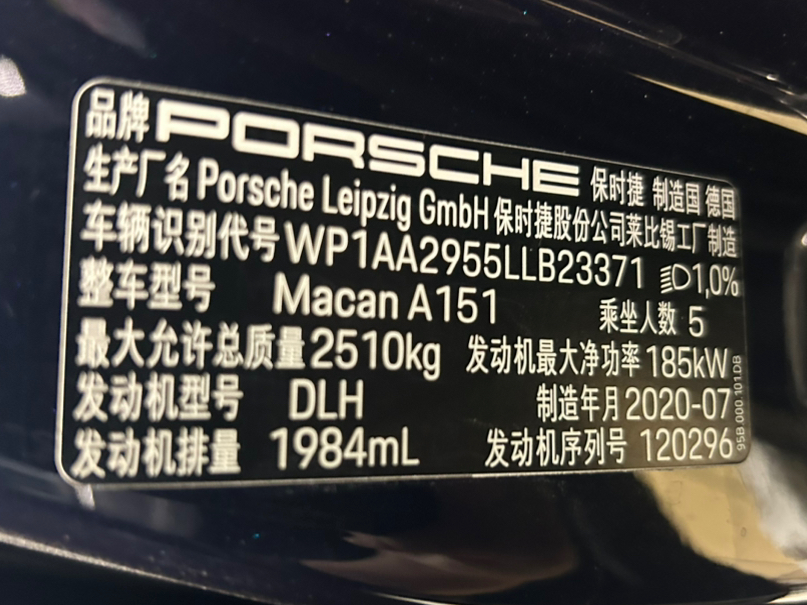 品牌 PORSCHE 保时捷 制造国 德国
生产厂名 Porsche Leipzig GmbH 保时捷股份公司莱比锡工厂制造
车辆识别代号 WP1AA2955LLB23371 1,0%
整车型号 Macan A151 乘坐人数 5
最大允许总质量 2510kg 发动机最大净功率 185kW
发动机型号 DLH 制造年月 2020-07
发动机排量 1984mL 发动机序列号 120296
95B.000.101.DB